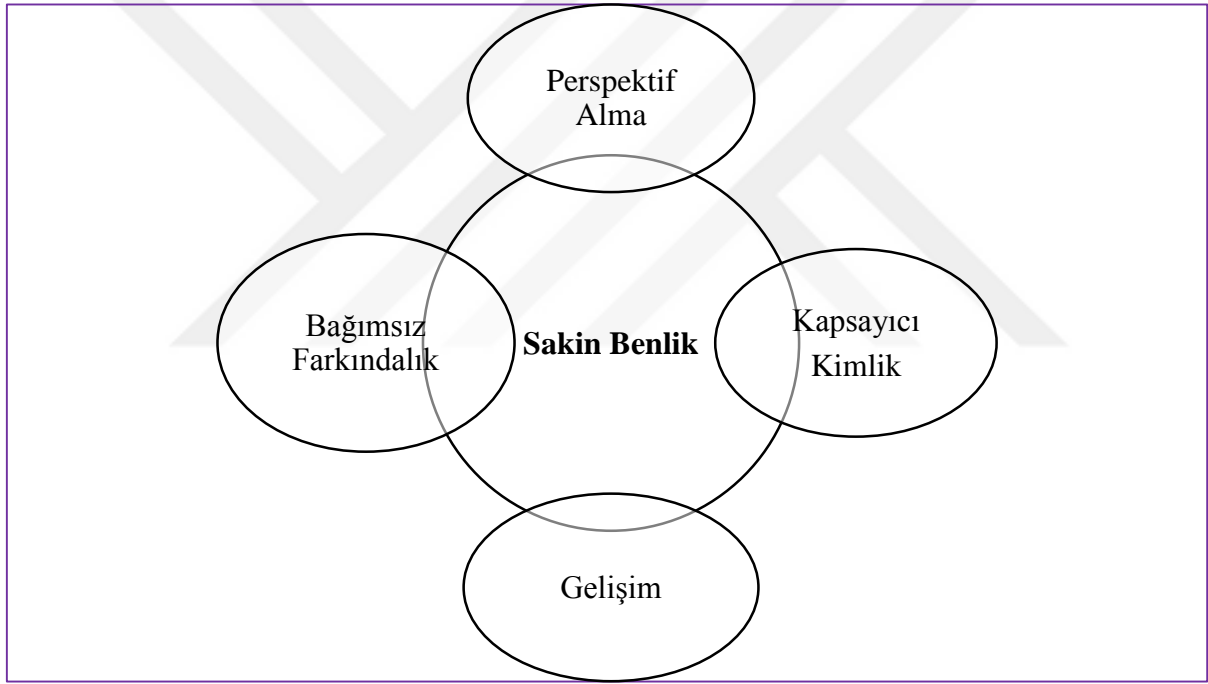 Perspektif
Alma
Bağımsız
Farkındalık
Sakin Benlik
Kapsayıcı
Kimlik
Gelişim